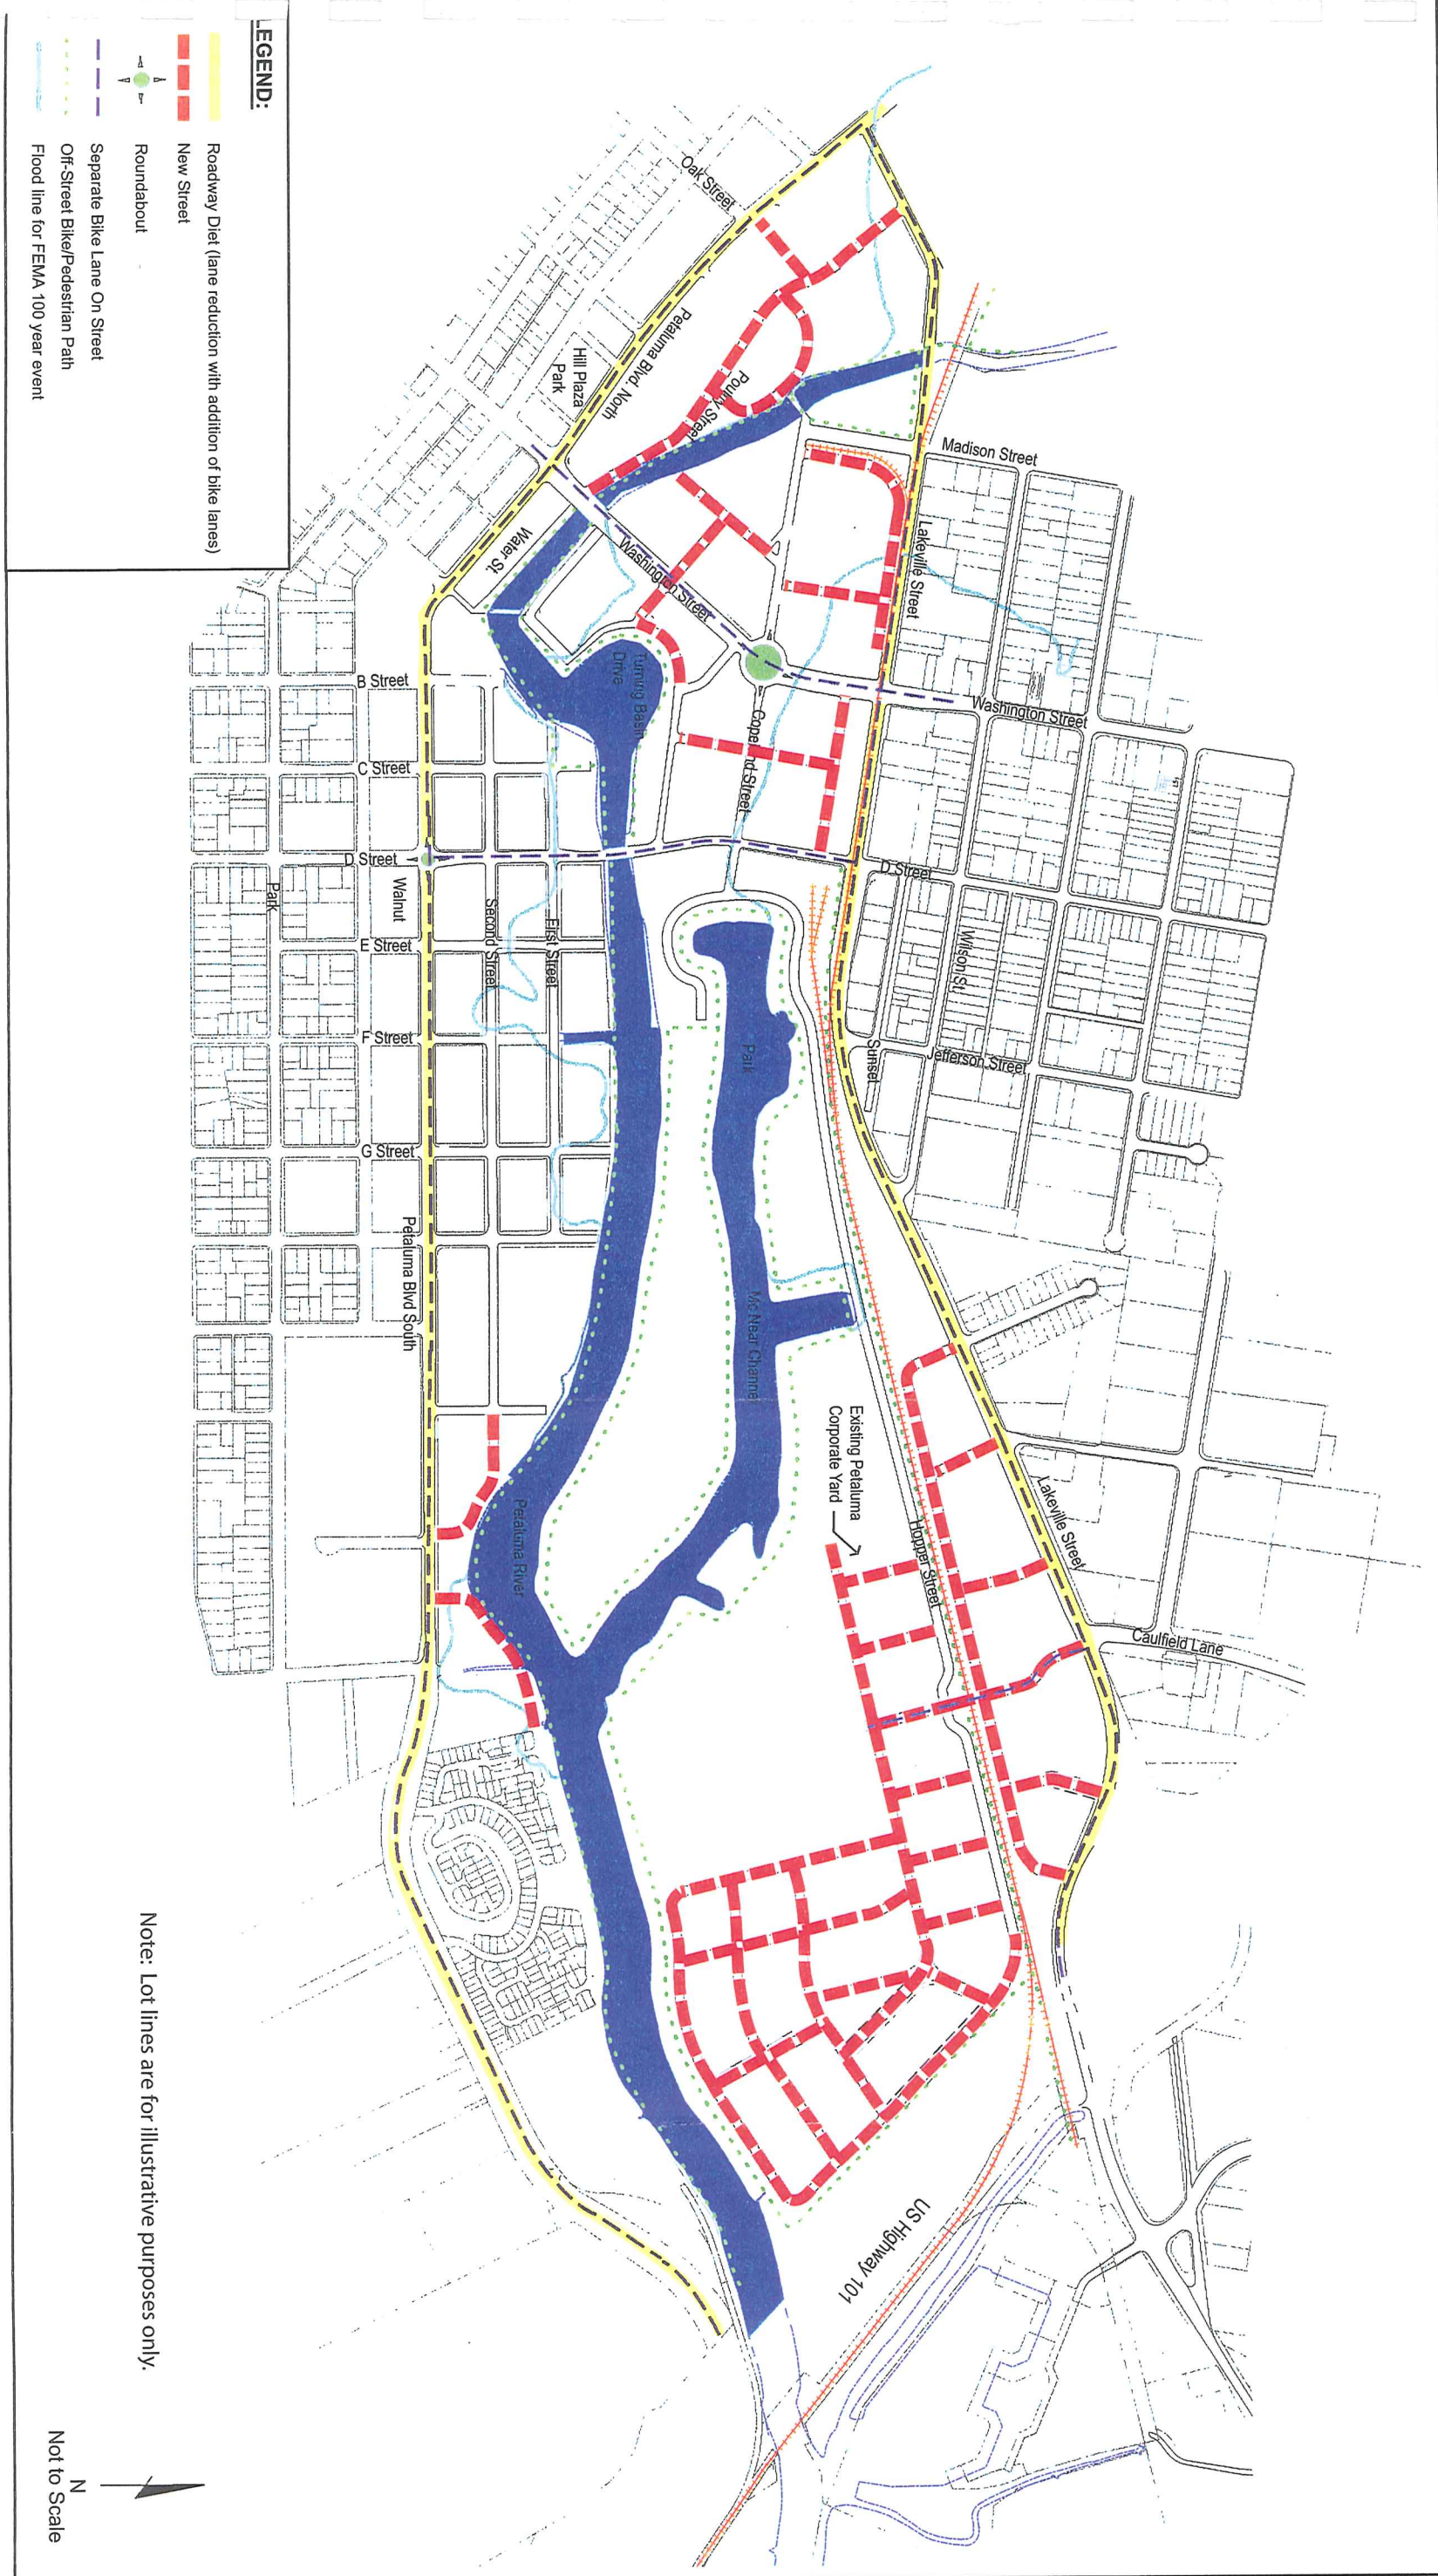 LEGEND:
Roadway Diet (lane reduction with addition of bike lanes)
New Street
Roundabout
Separate Bike Lane On Street
Off-Street Bike/Pedestrian Path
Flood line for FEMA 100 year event
Oak Street
Petaluma Blvd. North
Hill Plaza
Park
Poultry Street
Madison Street
Lakeville Street
Water St.
Washington Street
Washington Street
Turning Basin
Drive
Copeland Street
B Street
C Street
D Street
D Street
Walnut
Park
E Street
Second Street
First Street
F Street
G Street
Wilson St.
Jefferson Street
Sunset
Park
Mc Near Channel
Petaluma Blvd South
Petaluma River
Existing Petaluma
Corporate Yard
Hopper Street
Lakeville Street
Caulfield Lane
US Highway 101
Note: Lot lines are for illustrative purposes only.
N
Not to Scale